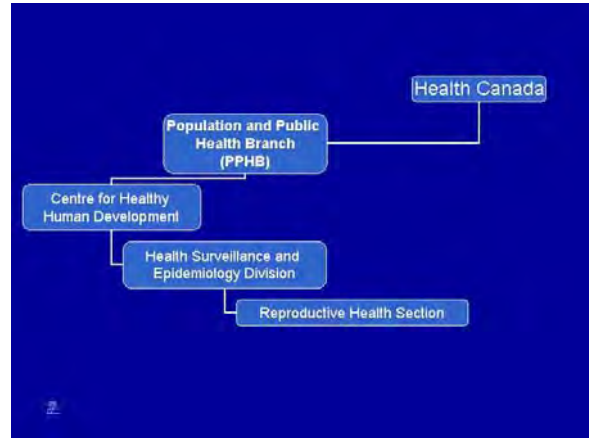 Health Canada
Population and Public
Health Branch
(PPHB)
Centre for Healthy
Human Development
Health Surveillance and
Epidemiology Division
Reproductive Health Section